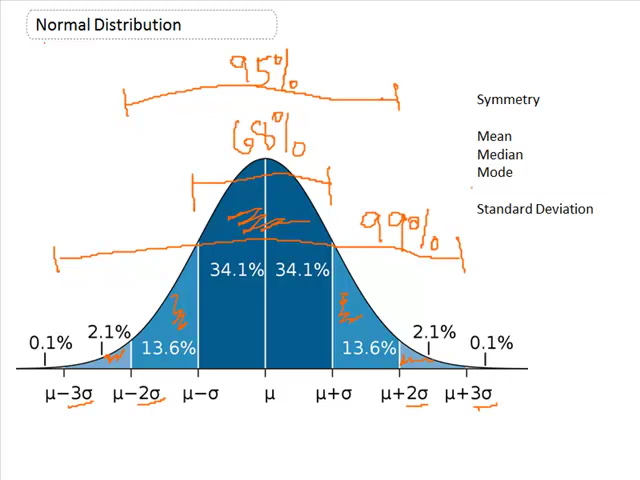 Normal Distribution
95%
Symmetry
68%
Mean
Median
Mode
Standard Deviation
99%
34.1% 34.1%
0.1% 2.1% 13.6% 13.6% 2.1% 0.1%
μ−3σ μ−2σ μ−σ μ μ+σ μ+2σ μ+3σ